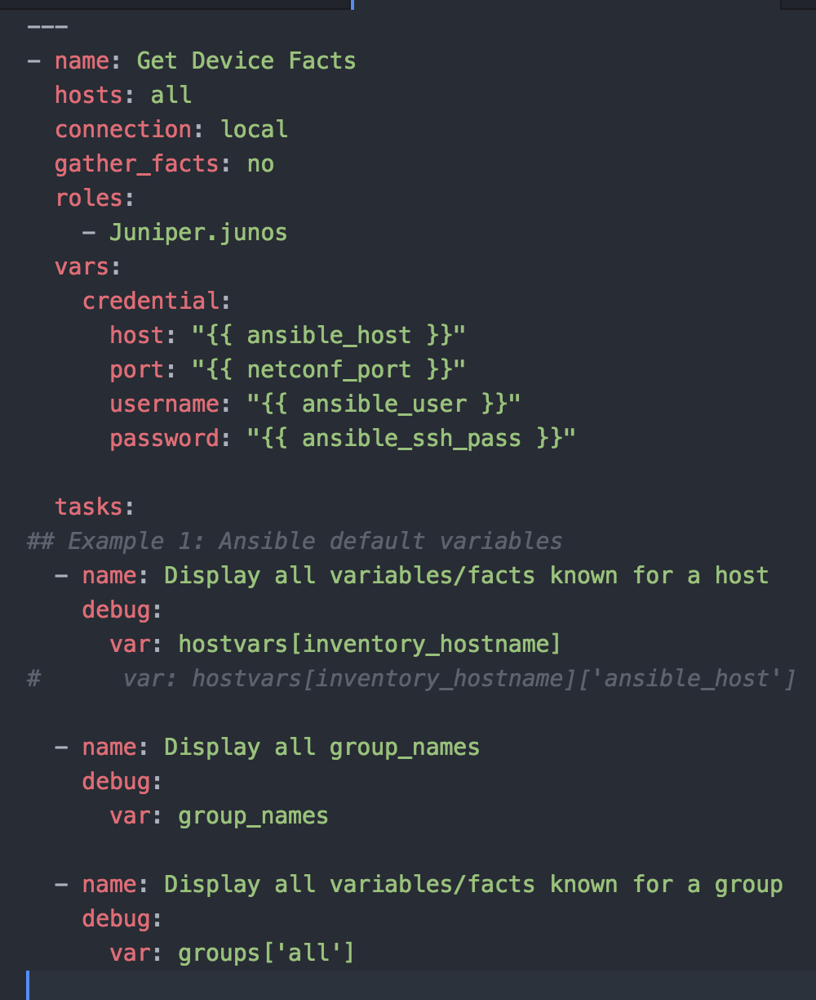 ---
- name: Get Device Facts
  hosts: all
  connection: local
  gather_facts: no
  roles:
    - Juniper.junos
  vars:
    credential:
      host: "{{ ansible_host }}"
      port: "{{ netconf_port }}"
      username: "{{ ansible_user }}"
      password: "{{ ansible_ssh_pass }}"

  tasks:
## Example 1: Ansible default variables
  - name: Display all variables/facts known for a host
    debug:
      var: hostvars[inventory_hostname]
#      var: hostvars[inventory_hostname]['ansible_host']

  - name: Display all group_names
    debug:
      var: group_names

  - name: Display all variables/facts known for a group
    debug:
      var: groups['all']